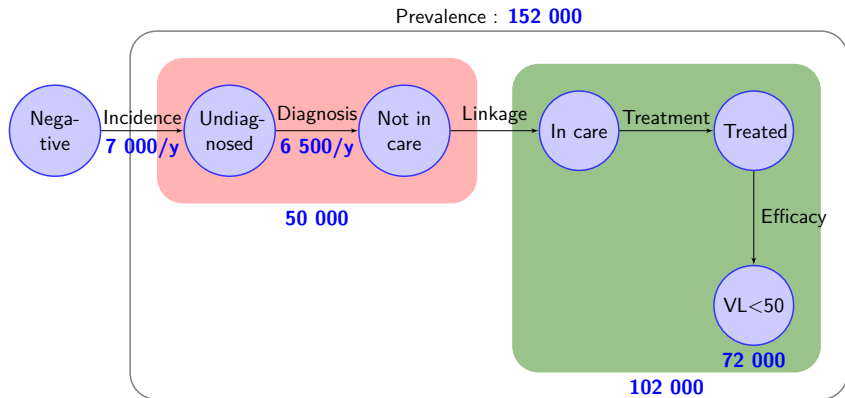 Prevalence : 152 000
Nega-
tive
Incidence
7 000/y
Undiag-
nosed
Diagnosis
6 500/y
Not in
care
Linkage
In care
Treatment
Treated
50 000
Efficacy
VL<50
72 000
102 000